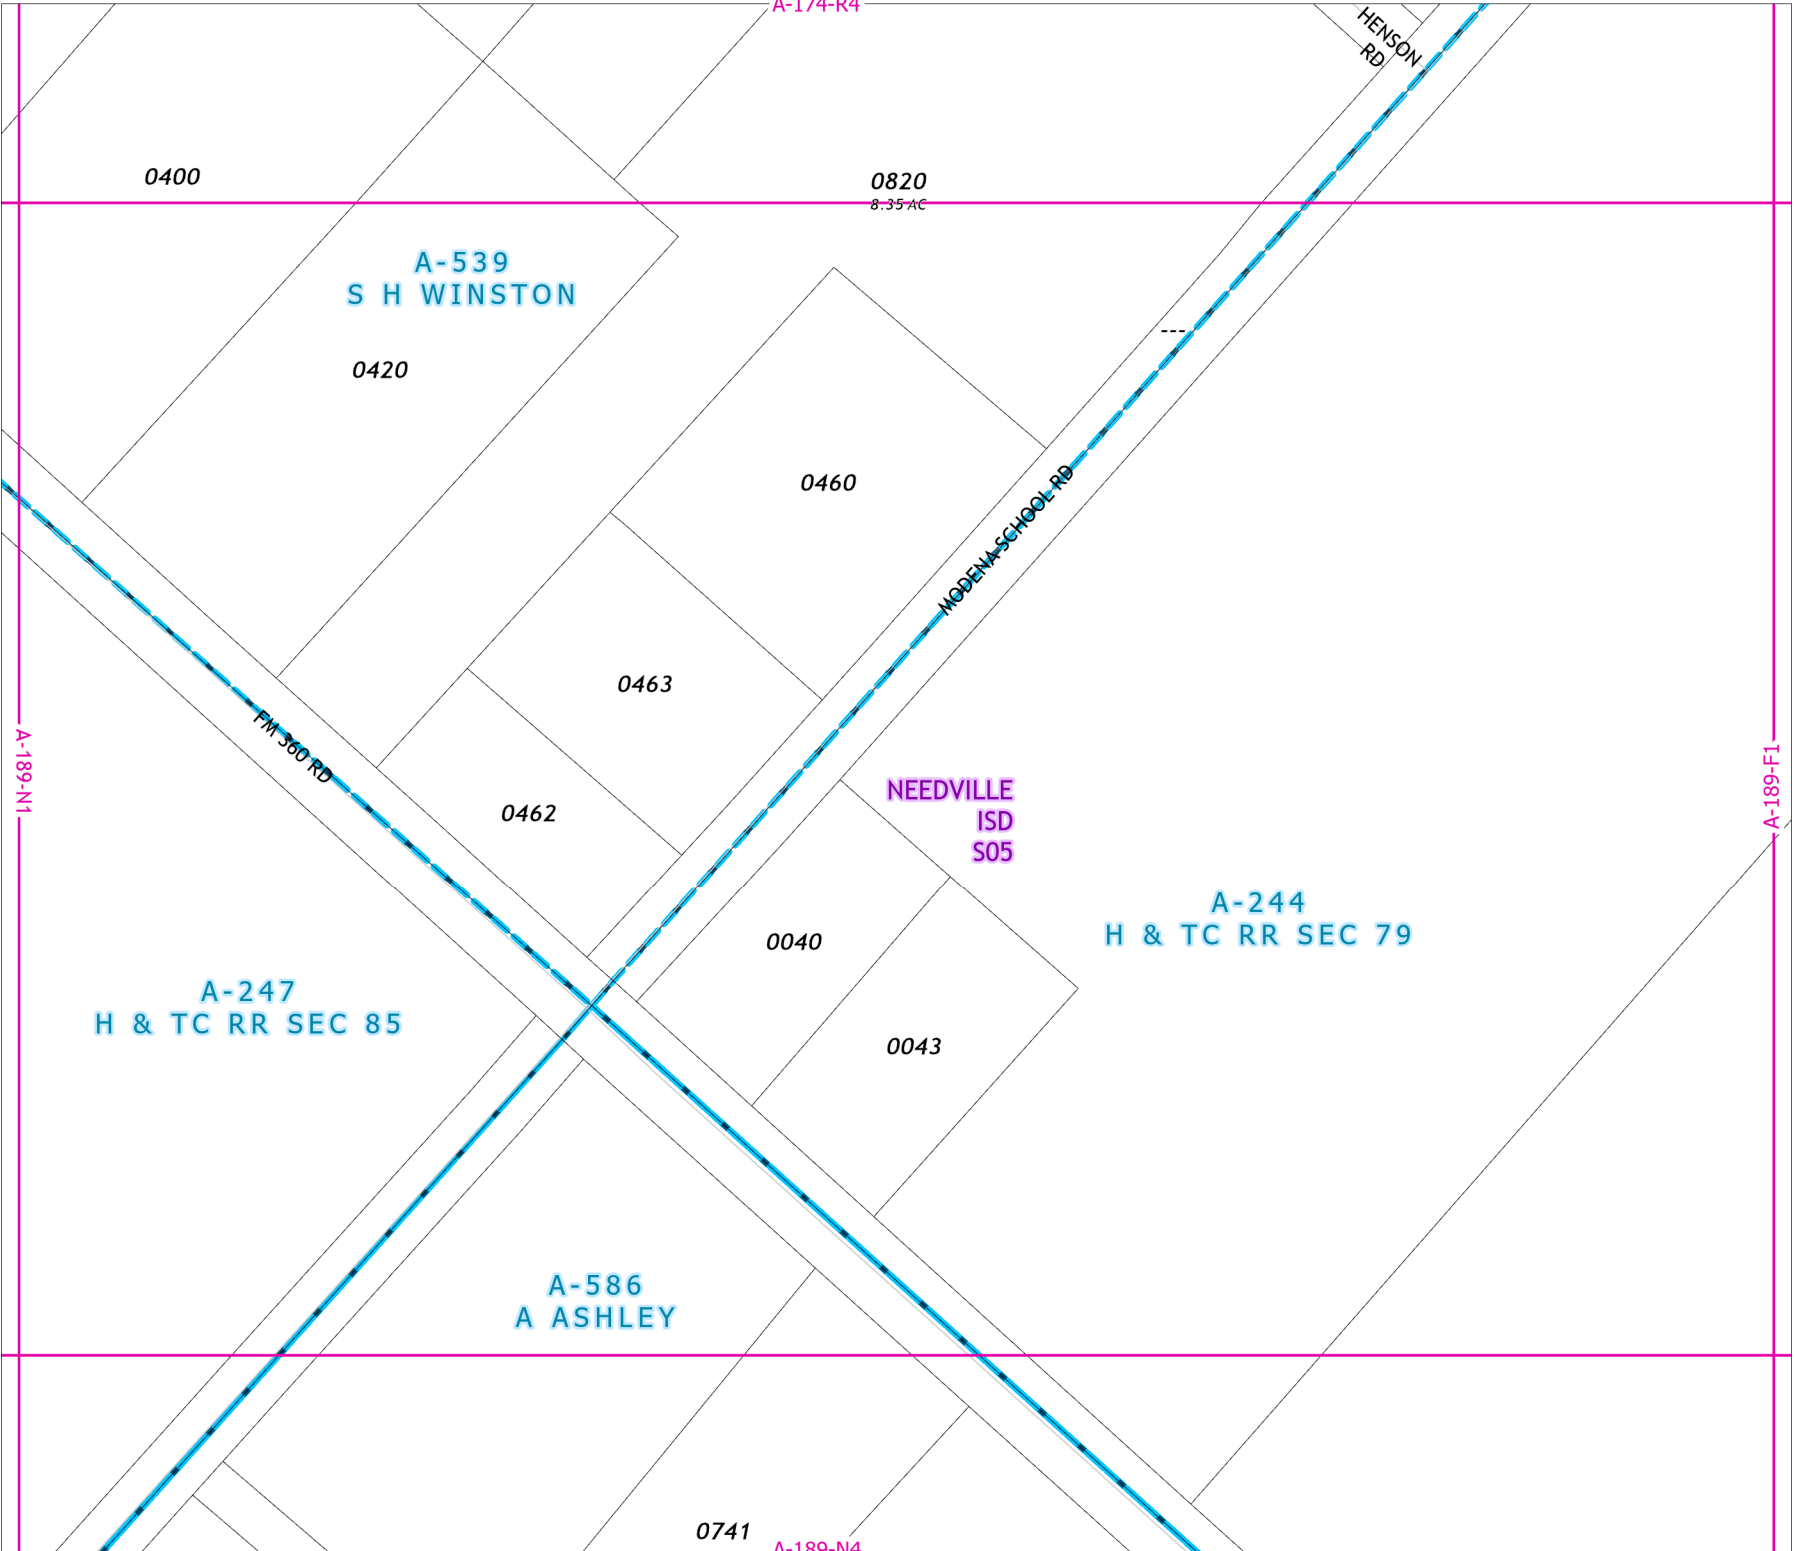 A-174-R4
HENSON
RD
0400
0820
8.35 AC
A-539
S H WINSTON
0420
---
0460
MODENA SCHOOL RD
0463
FM 360 RD
A-189-N1
A-189-F1
NEEDVILLE
ISD
S05
0462
A-244
H & TC RR SEC 79
0040
A-247
H & TC RR SEC 85
0043
A-586
A ASHLEY
0741
A-189-N4